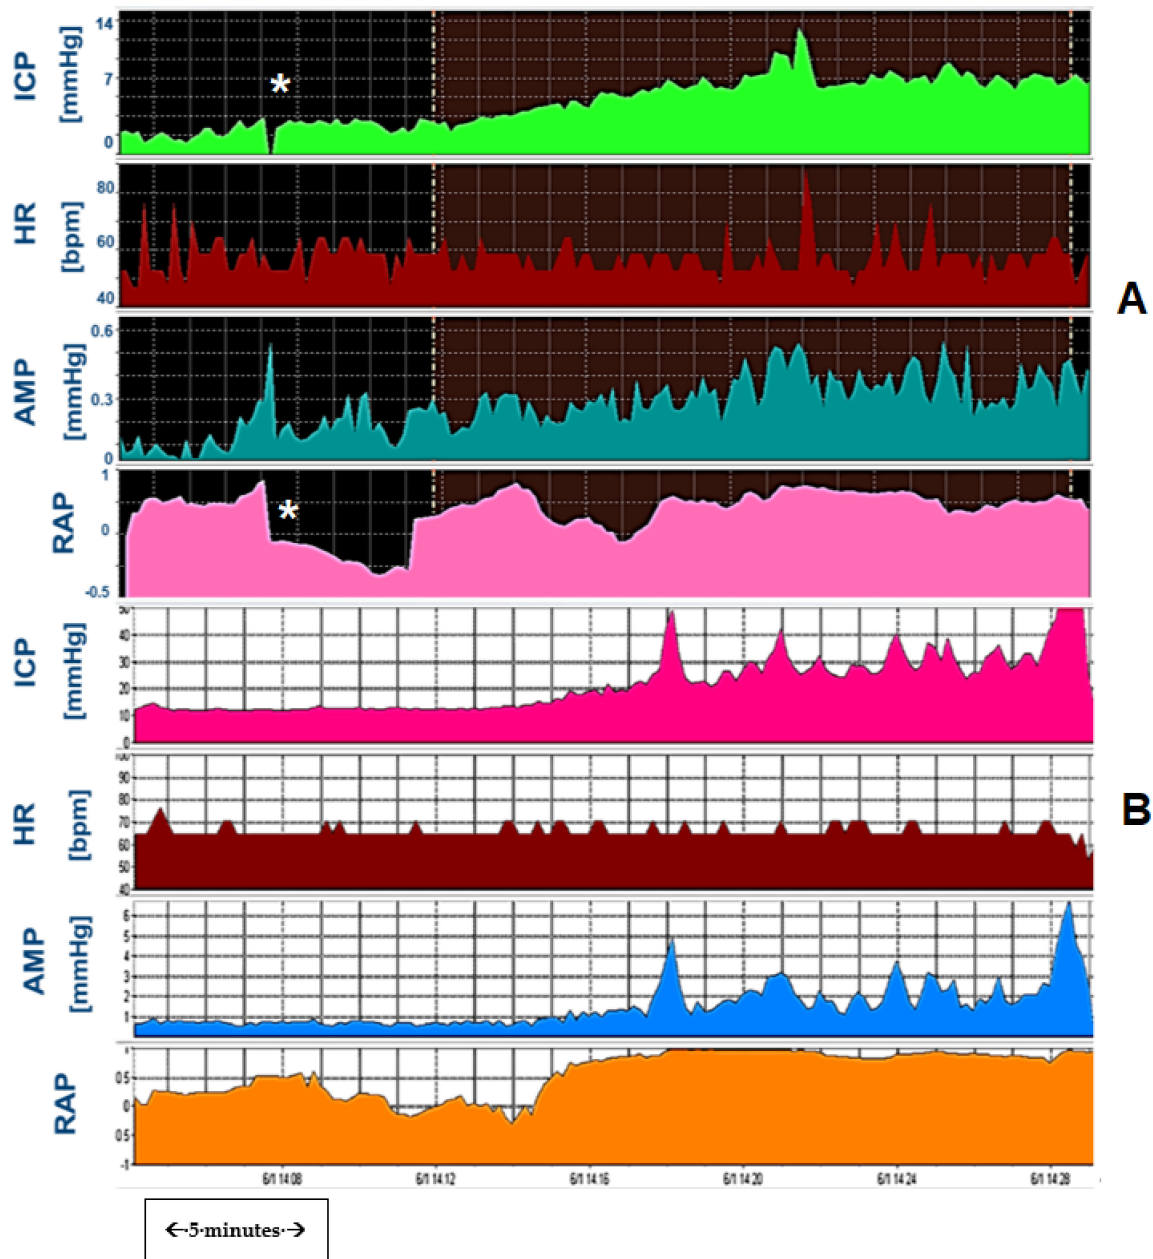 ICP
[mmHg]
14
7
0
*
HR
[bpm]
80
60
40
A
AMP
[mmHg]
0.6
0.3
0
RAP
1
0
-0.5
*
ICP
[mmHg]
50
40
30
20
10
0
HR
[bpm]
100
90
80
70
60
50
40
B
AMP
[mmHg]
6
5
4
3
2
1
RAP
0.5
0
0.5
-1
6/1 14:08 6/1 14:12 6/1 14:16 6/1 14:20 6/1 14:24 6/1 14:28
←·5·minutes·→